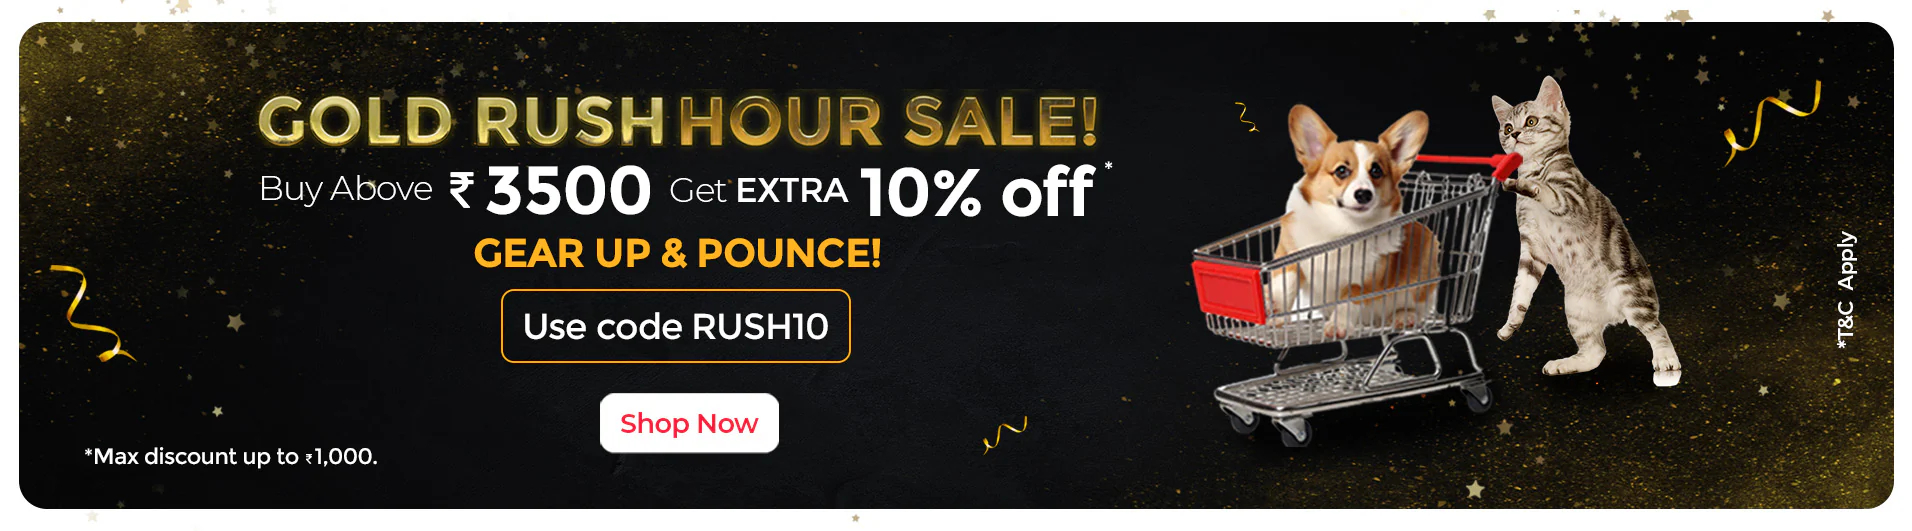 GOLD RUSH HOUR SALE!
Buy Above ₹ 3500 Get EXTRA 10% off*
GEAR UP & POUNCE!
Use code RUSH10
Shop Now
*Max discount up to ₹1,000.
*T&C Apply